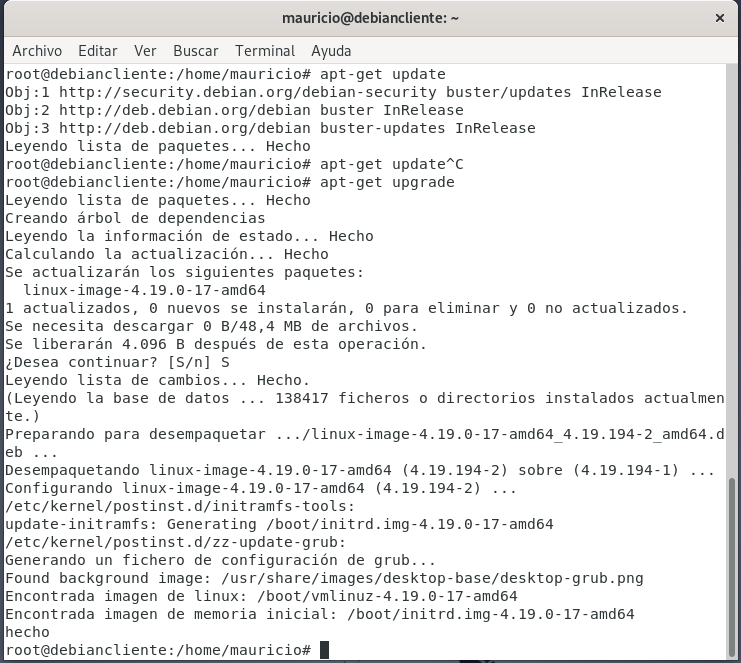 mauricio@debiancliente: ~
×
Archivo Editar Ver Buscar Terminal Ayuda
root@debiancliente:/home/mauricio# apt-get update
Obj:1 http://security.debian.org/debian-security buster/updates InRelease
Obj:2 http://deb.debian.org/debian buster InRelease
Obj:3 http://deb.debian.org/debian buster-updates InRelease
Leyendo lista de paquetes... Hecho
root@debiancliente:/home/mauricio# apt-get update^C
root@debiancliente:/home/mauricio# apt-get upgrade
Leyendo lista de paquetes... Hecho
Creando árbol de dependencias
Leyendo la información de estado... Hecho
Calculando la actualización... Hecho
Se actualizarán los siguientes paquetes:
  linux-image-4.19.0-17-amd64
1 actualizados, 0 nuevos se instalarán, 0 para eliminar y 0 no actualizados.
Se necesita descargar 0 B/48,4 MB de archivos.
Se liberarán 4.096 B después de esta operación.
¿Desea continuar? [S/n] S
Leyendo lista de cambios... Hecho.
(Leyendo la base de datos ... 138417 ficheros o directorios instalados actualmen
te.)
Preparando para desempaquetar .../linux-image-4.19.0-17-amd64_4.19.194-2_amd64.d
eb ...
Desempaquetando linux-image-4.19.0-17-amd64 (4.19.194-2) sobre (4.19.194-1) ...
Configurando linux-image-4.19.0-17-amd64 (4.19.194-2) ...
/etc/kernel/postinst.d/initramfs-tools:
update-initramfs: Generating /boot/initrd.img-4.19.0-17-amd64
/etc/kernel/postinst.d/zz-update-grub:
Generando un fichero de configuración de grub...
Found background image: /usr/share/images/desktop-base/desktop-grub.png
Encontrada imagen de linux: /boot/vmlinuz-4.19.0-17-amd64
Encontrada imagen de memoria inicial: /boot/initrd.img-4.19.0-17-amd64
hecho
root@debiancliente:/home/mauricio#